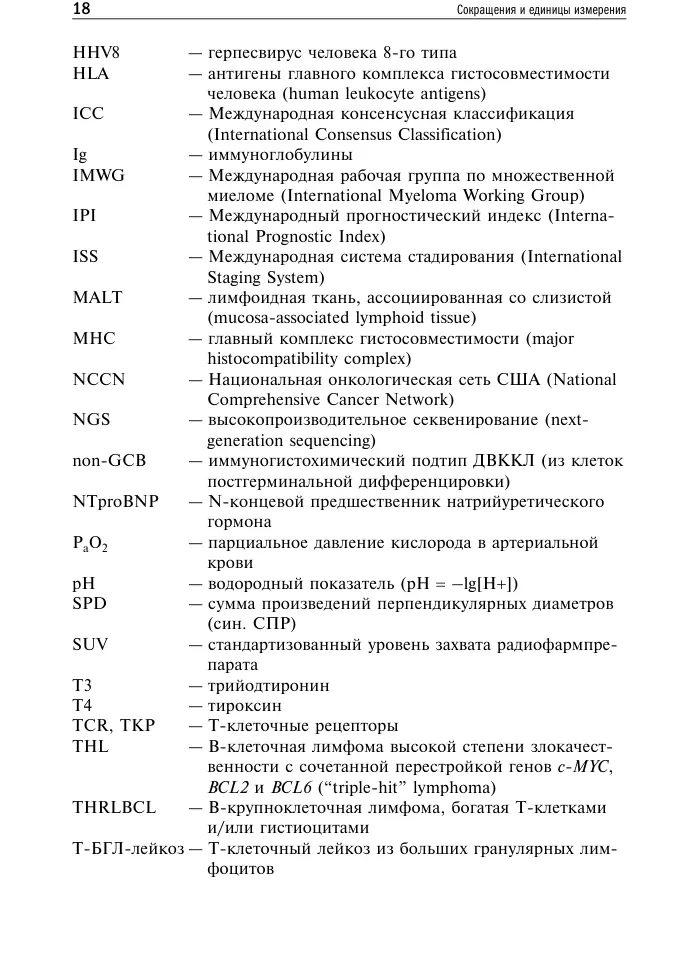 18 Сокращения и единицы измерения
HHV8 — герпесвирус человека 8-го типа
HLA — антигены главного комплекса гистосовместимости
человека (human leukocyte antigens)
ICC — Международная консенсусная классификация
(International Consensus Classification)
Ig — иммуноглобулины
IMWG — Международная рабочая группа по множественной
миеломе (International Myeloma Working Group)
IPI — Международный прогностический индекс (Interna-
tional Prognostic Index)
ISS — Международная система стадирования (International
Staging System)
MALT — лимфоидная ткань, ассоциированная со слизистой
(mucosa-associated lymphoid tissue)
MHC — главный комплекс гистосовместимости (major
histocompatibility complex)
NCCN — Национальная онкологическая сеть США (National
Comprehensive Cancer Network)
NGS — высокопроизводительное секвенирование (next-
generation sequencing)
non-GCB — иммуногистохимический подтип ДВККЛ (из клеток
постгерминальной дифференцировки)
NTproBNP — N-концевой предшественник натрийуретического
гормона
PaO2 — парциальное давление кислорода в артериальной
крови
pH — водородный показатель (pH = −lg[H+])
SPD — сумма произведений перпендикулярных диаметров
(син. СПР)
SUV — стандартизованный уровень захвата радиофармпре-
парата
T3 — трийодтиронин
T4 — тироксин
TCR, ТКР — Т-клеточные рецепторы
THL — В-клеточная лимфома высокой степени злокачест-
венности с сочетанной перестройкой генов c-MYC,
BCL2 и BCL6 (“triple-hit” lymphoma)
THRLBCL — В-крупноклеточная лимфома, богатая Т-клетками
и/или гистиоцитами
Т-БГЛ-лейкоз — Т-клеточный лейкоз из больших гранулярных лим-
фоцитов